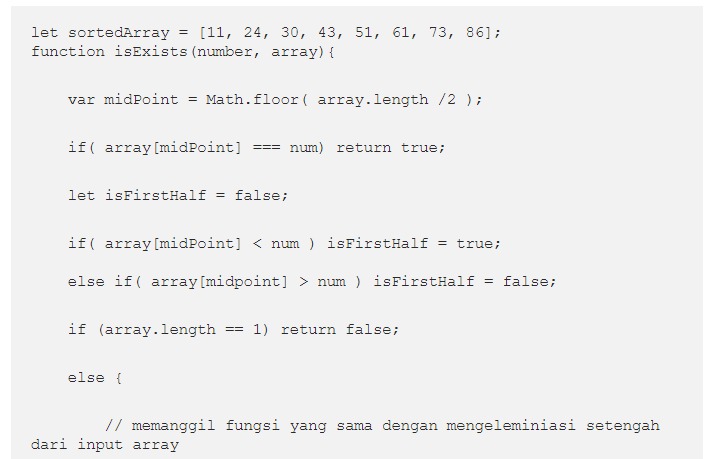 let sortedArray = [11, 24, 30, 43, 51, 61, 73, 86];
function isExists(number, array){
var midPoint = Math.floor( array.length /2 );
if( array[midPoint] === num) return true;
let isFirstHalf = false;
if( array[midPoint] < num ) isFirstHalf = true;
else if( array[midpoint] > num ) isFirstHalf = false;
if (array.length == 1) return false;
else {
// memanggil fungsi yang sama dengan mengeleminiasi setengah
dari input array